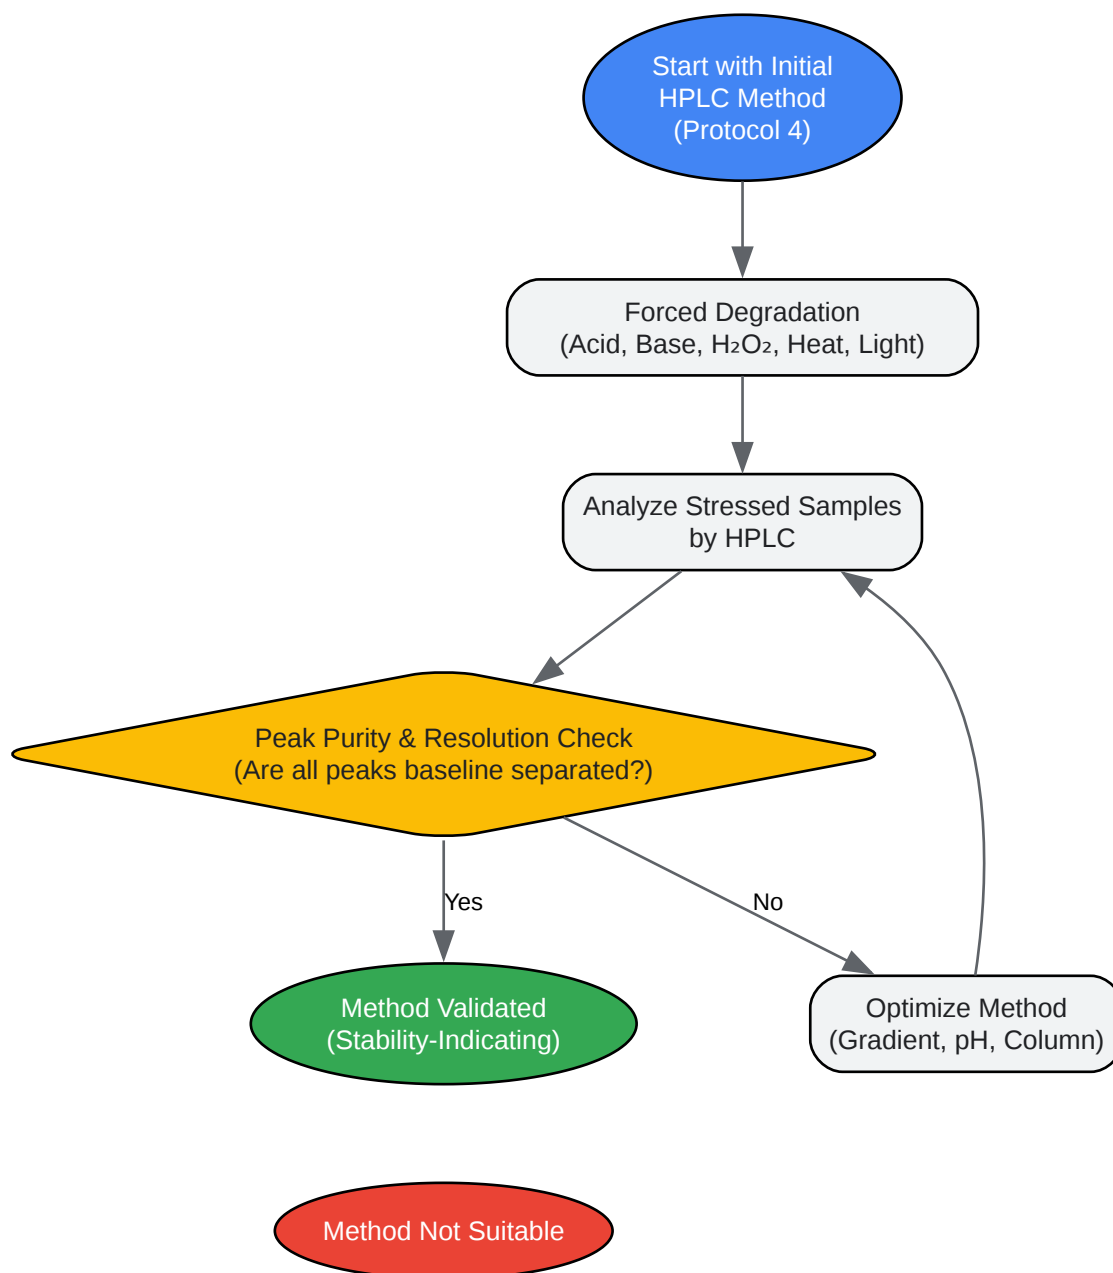 Start with Initial
HPLC Method
(Protocol 4)
Forced Degradation
(Acid, Base, H₂O₂, Heat, Light)
Analyze Stressed Samples
by HPLC
Peak Purity & Resolution Check
(Are all peaks baseline separated?)
Yes
No
Method Validated
(Stability-Indicating)
Optimize Method
(Gradient, pH, Column)
Method Not Suitable